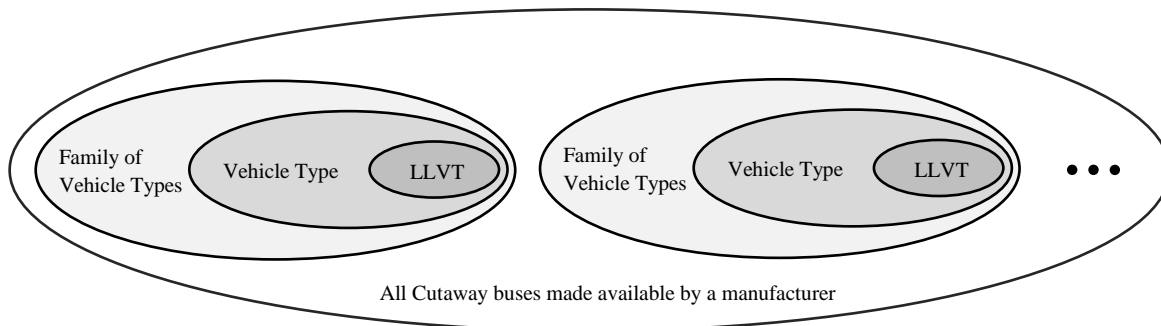 Family of
Vehicle Types
Vehicle Type
LLVT
Family of
Vehicle Types
Vehicle Type
LLVT
All Cutaway buses made available by a manufacturer